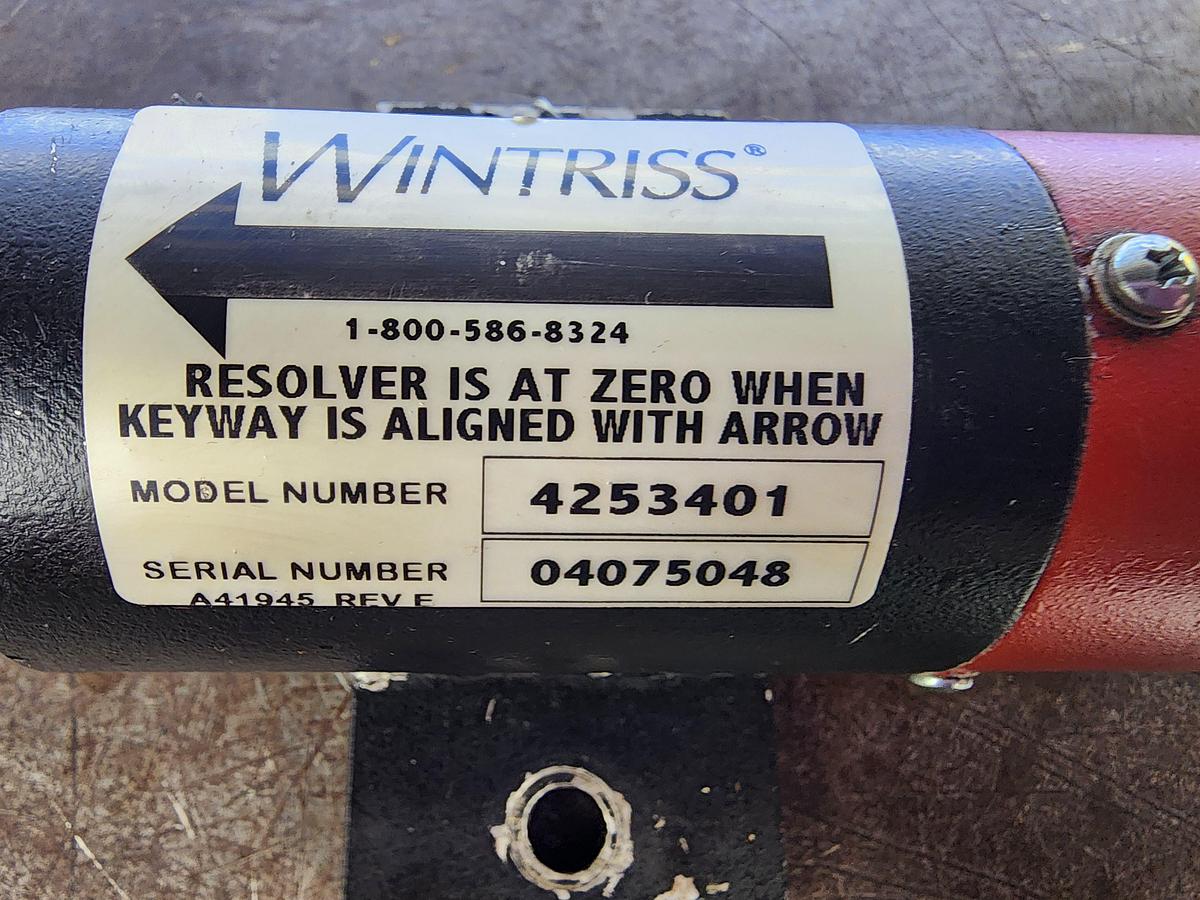 WINTRISS®
1-800-586-8324
RESOLVER IS AT ZERO WHEN
KEYWAY IS ALIGNED WITH ARROW
MODEL NUMBER 4253401
SERIAL NUMBER 04075048
A41945 REV E